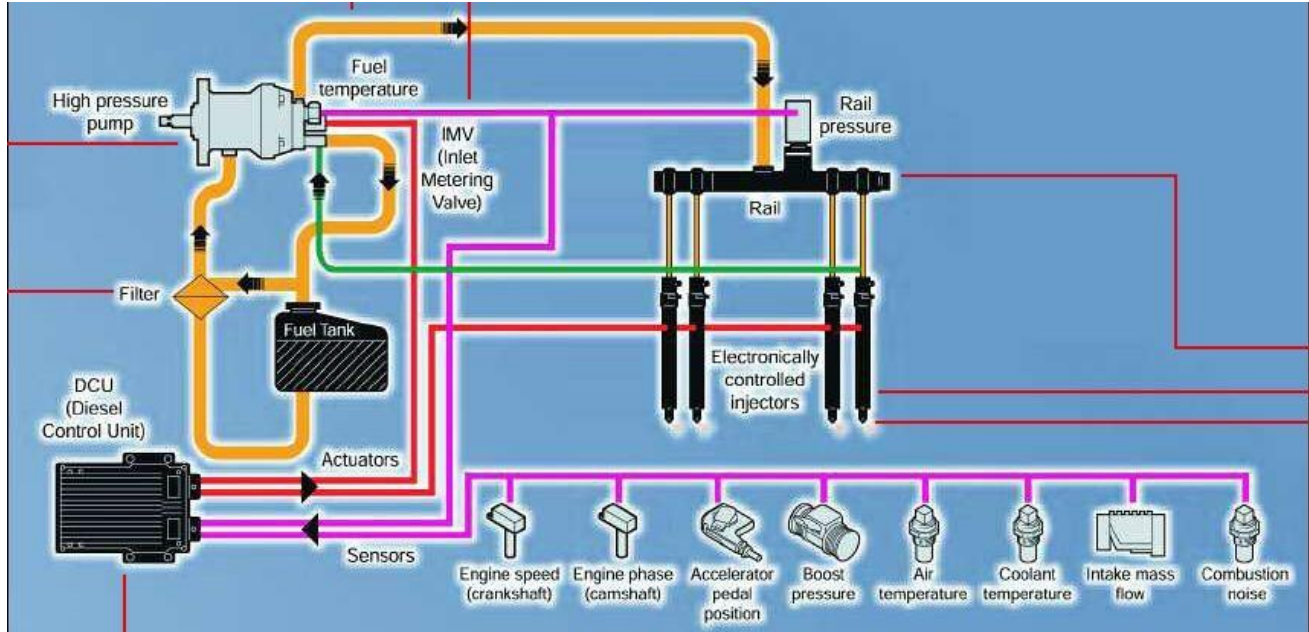 Fuel
temperature
High pressure
pump
IMV
(Inlet
Metering
Valve)
Rail
pressure
Rail
Filter
Fuel Tank
Electronically
controlled
injectors
DCU
(Diesel
Control Unit)
Actuators
Sensors
Engine speed
(crankshaft)
Engine phase
(camshaft)
Accelerator
pedal
position
Boost
pressure
Air
temperature
Coolant
temperature
Intake mass
flow
Combustion
noise